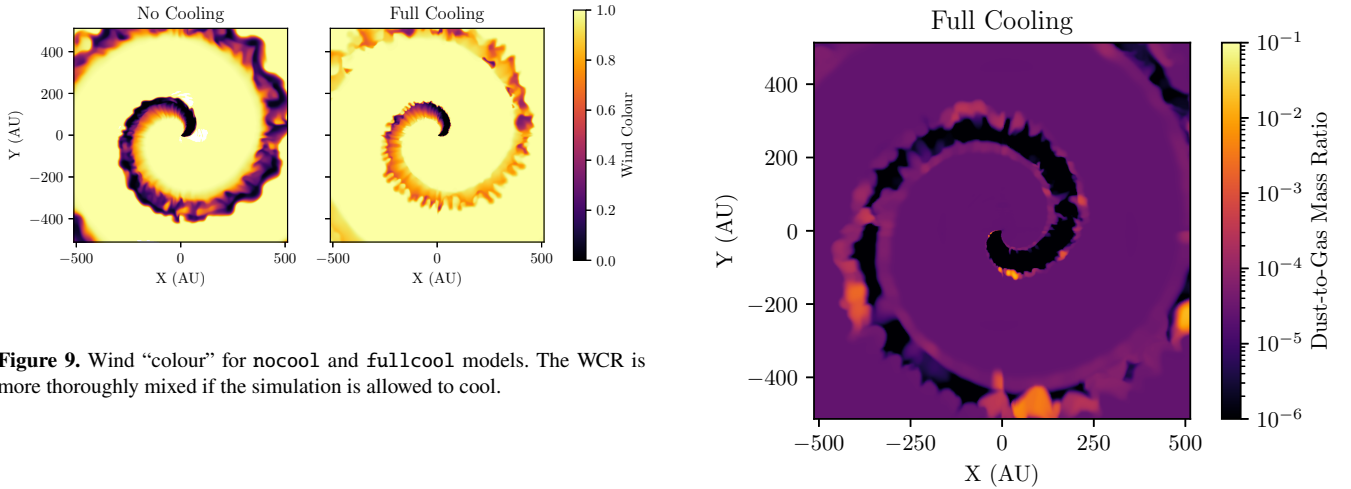 No Cooling
Full Cooling
400
200
0
−200
−400
Y (AU)
−500
0
500
X (AU)
−500
0
500
X (AU)
1.0
0.8
0.6
0.4
0.2
0.0
Wind Colour
Figure 9. Wind “colour” for nocool and fullcool models. The WCR is
more thoroughly mixed if the simulation is allowed to cool.
Full Cooling
400
200
0
−200
−400
Y (AU)
−500
−250
0
250
500
X (AU)
10⁻¹
10⁻²
10⁻³
10⁻⁴
10⁻⁵
10⁻⁶
Dust-to-Gas Mass Ratio